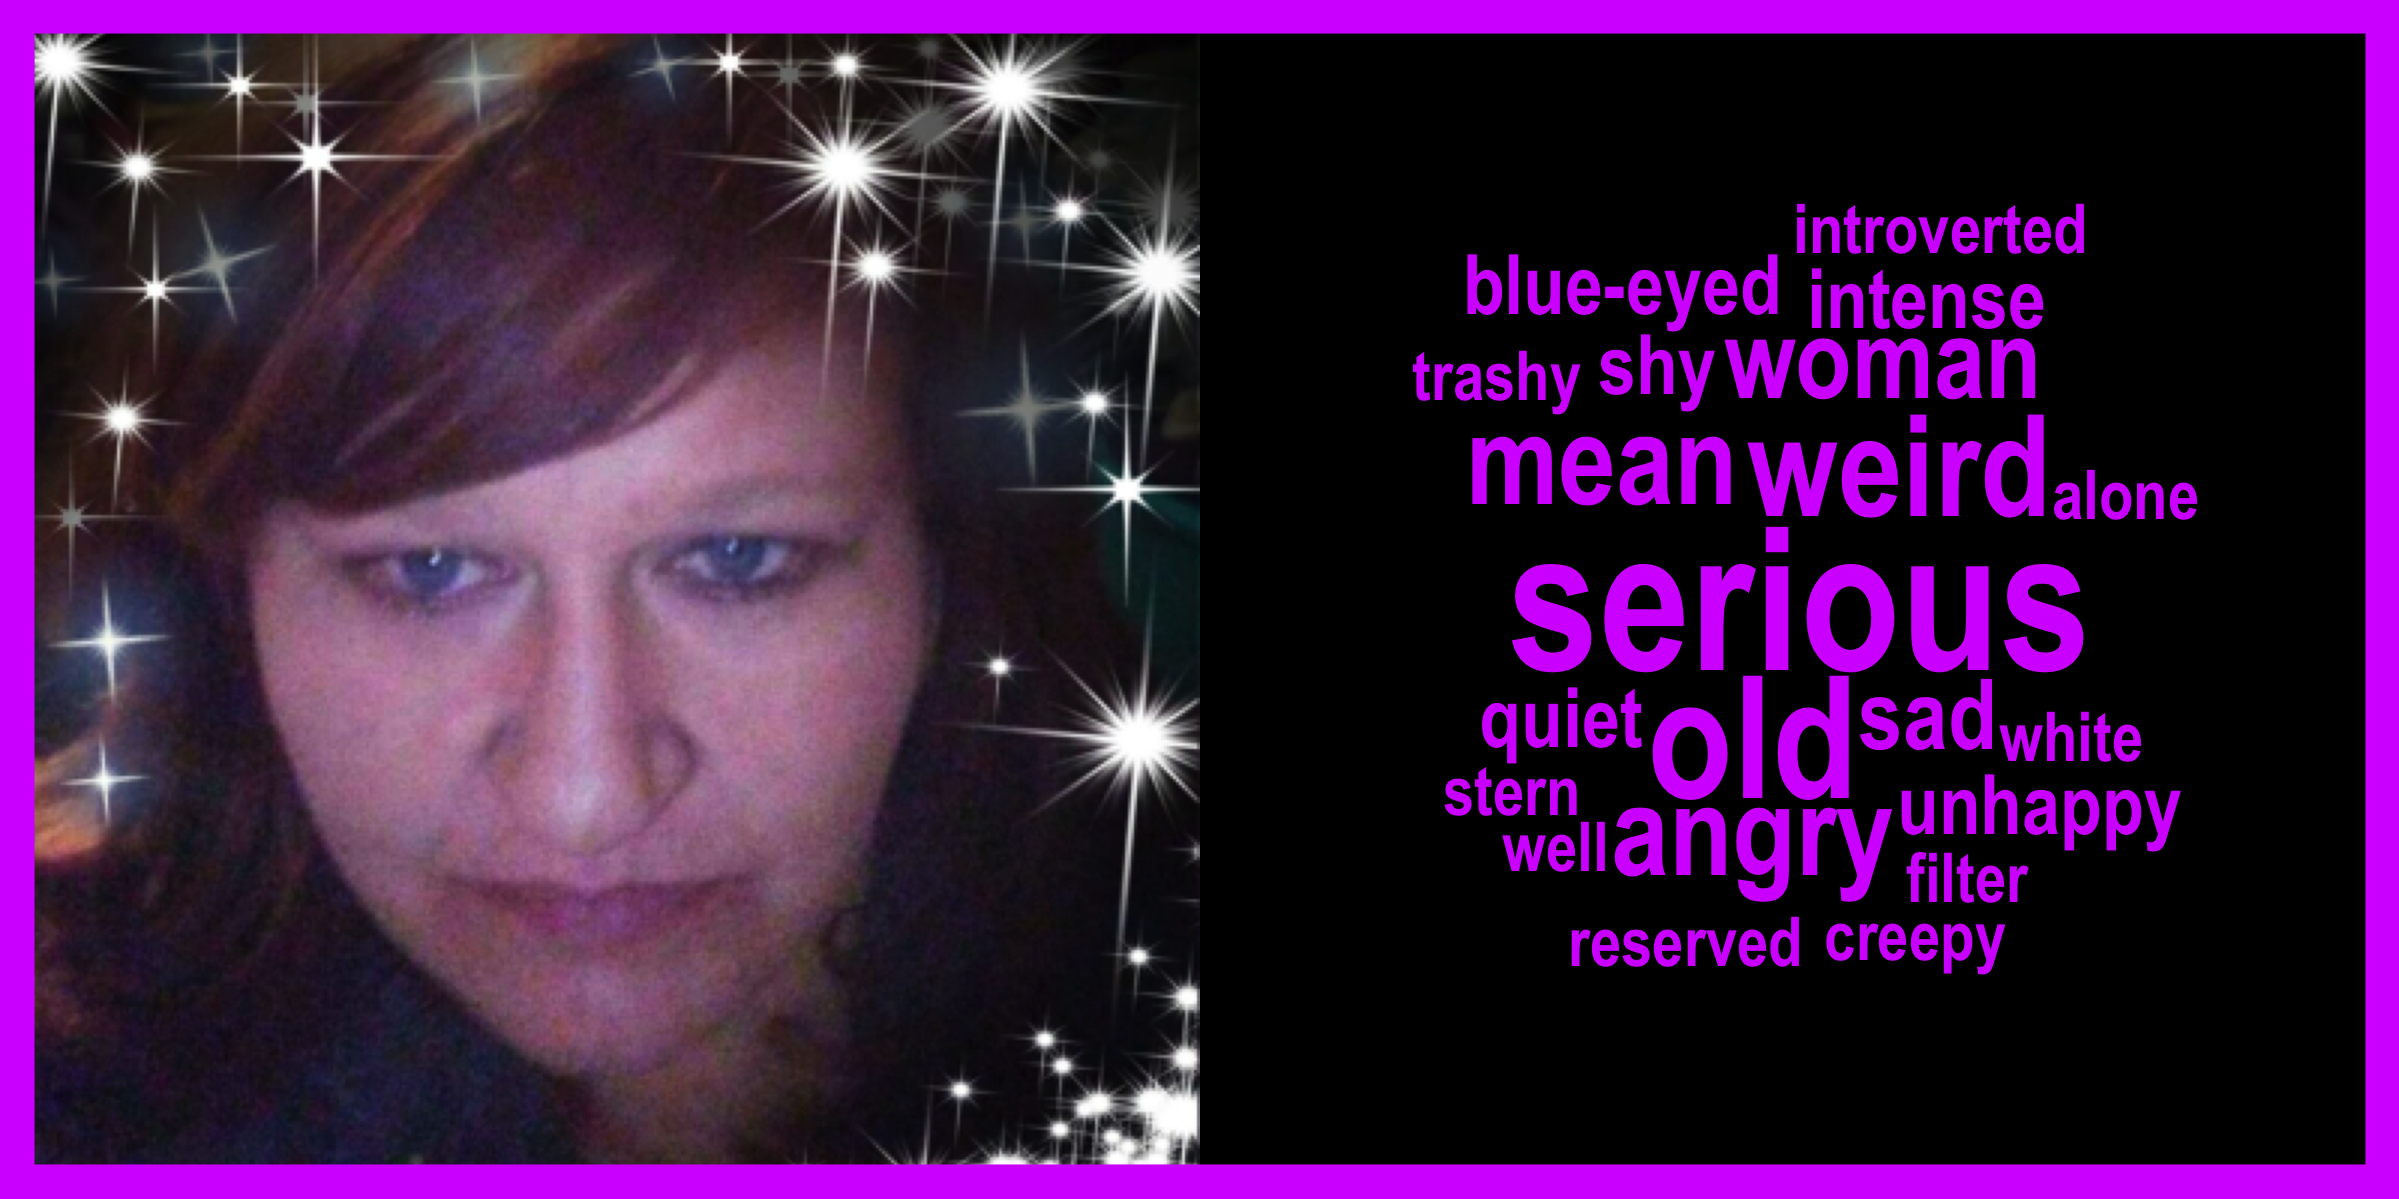 introverted
blue-eyed intense
trashy shy woman
mean weird alone
serious
quiet old sad white
stern angry unhappy
well filter
reserved creepy